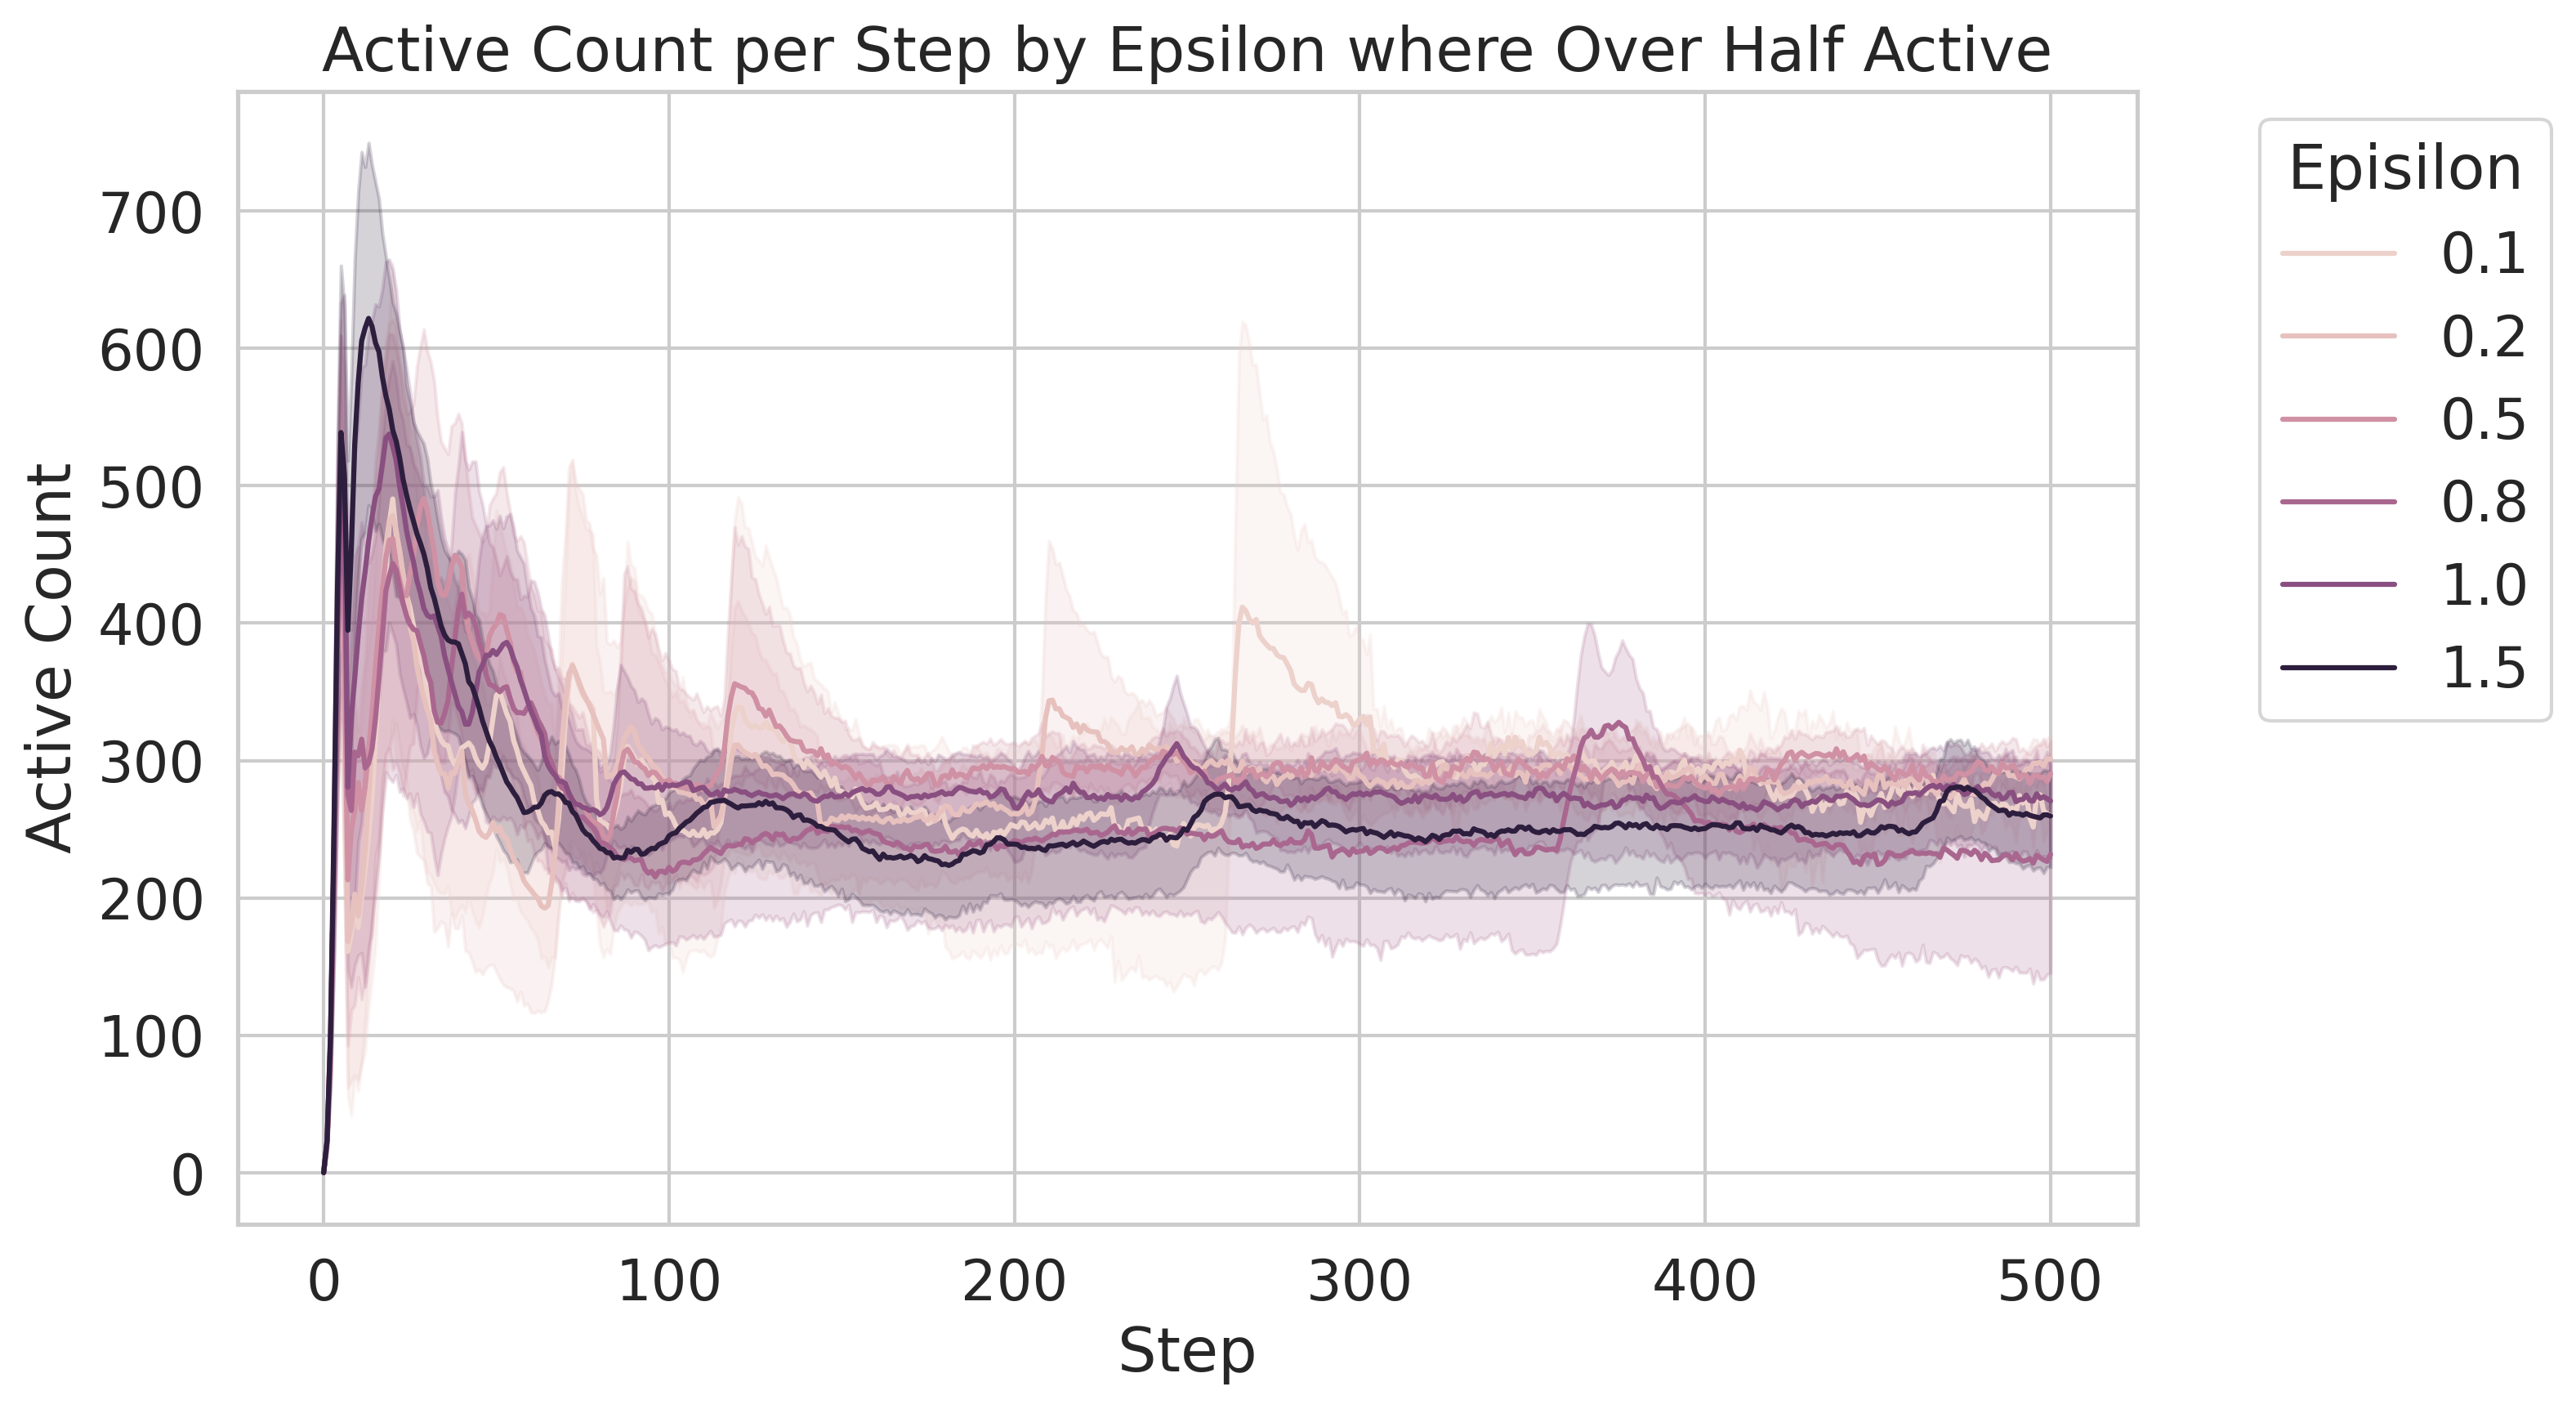 Active Count per Step by Epsilon where Over Half Active
Active Count
700
600
500
400
300
200
100
0
0 100 200 300 400 500
Step
Episilon
0.1
0.2
0.5
0.8
1.0
1.5